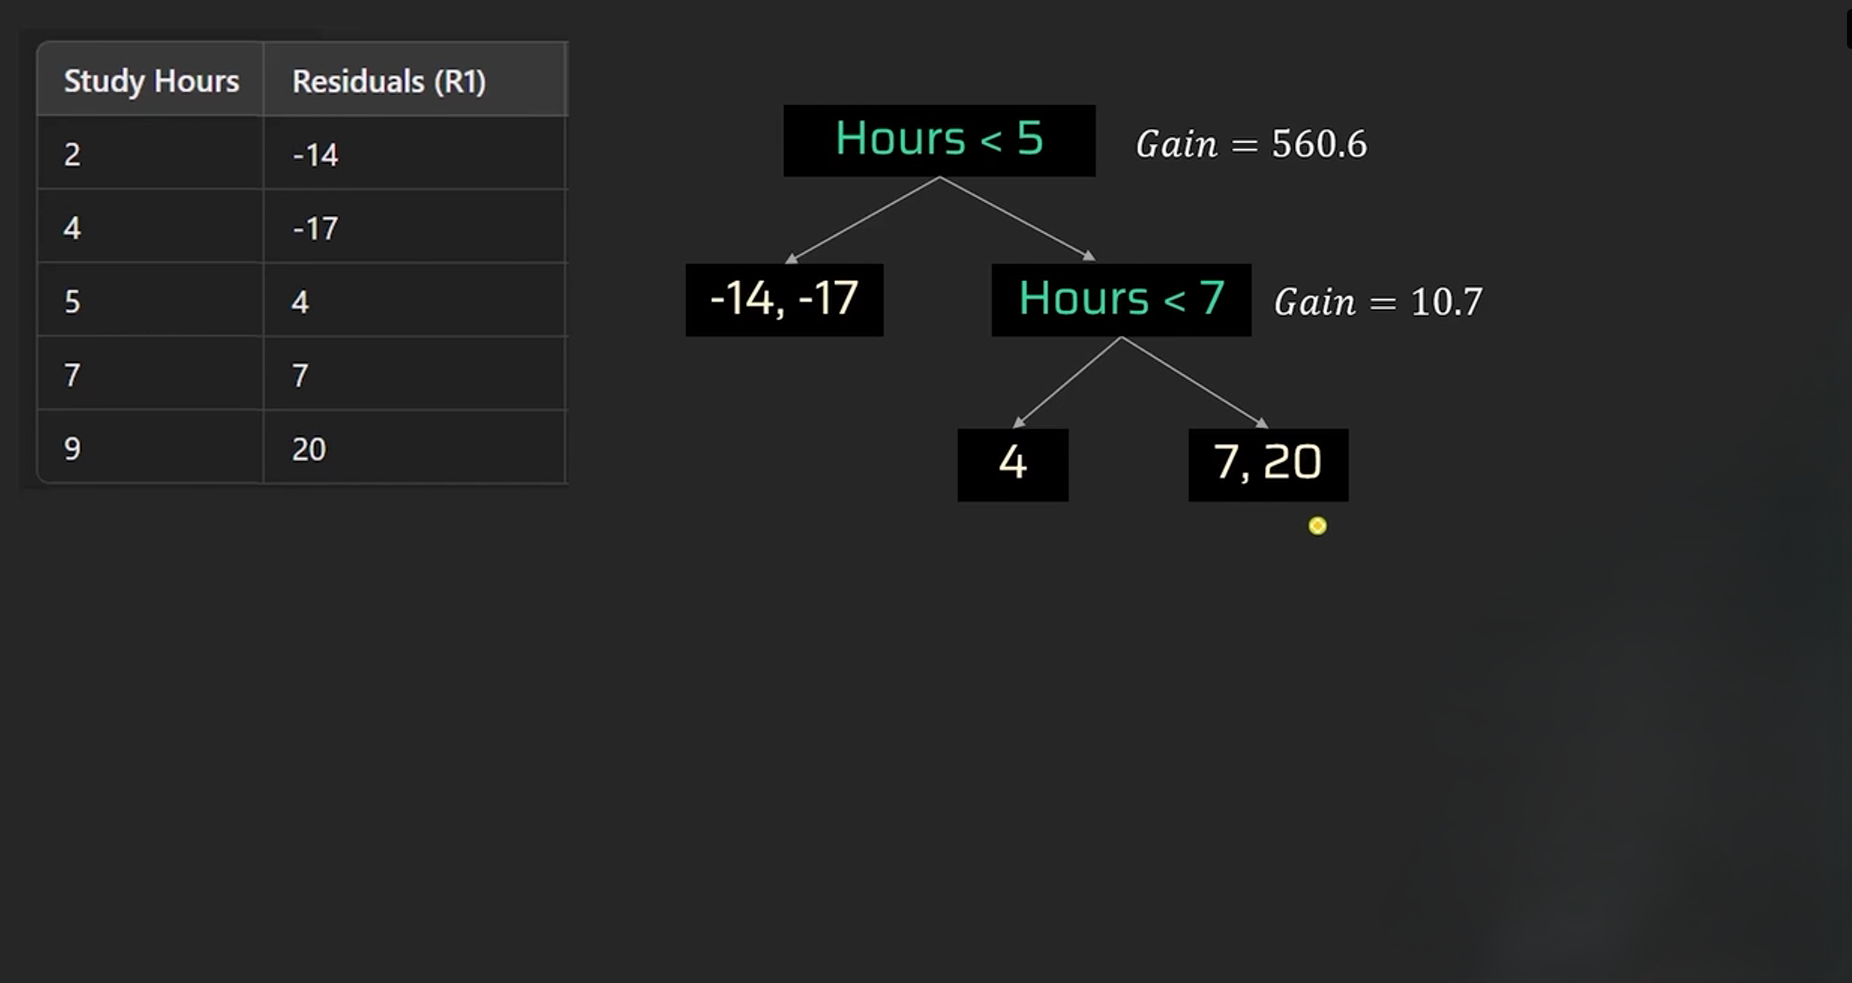 Study Hours Residuals (R1)
2 -14
4 -17
5 4
7 7
9 20
Hours < 5 Gain = 560.6
-14, -17 Hours < 7 Gain = 10.7
4 7, 20